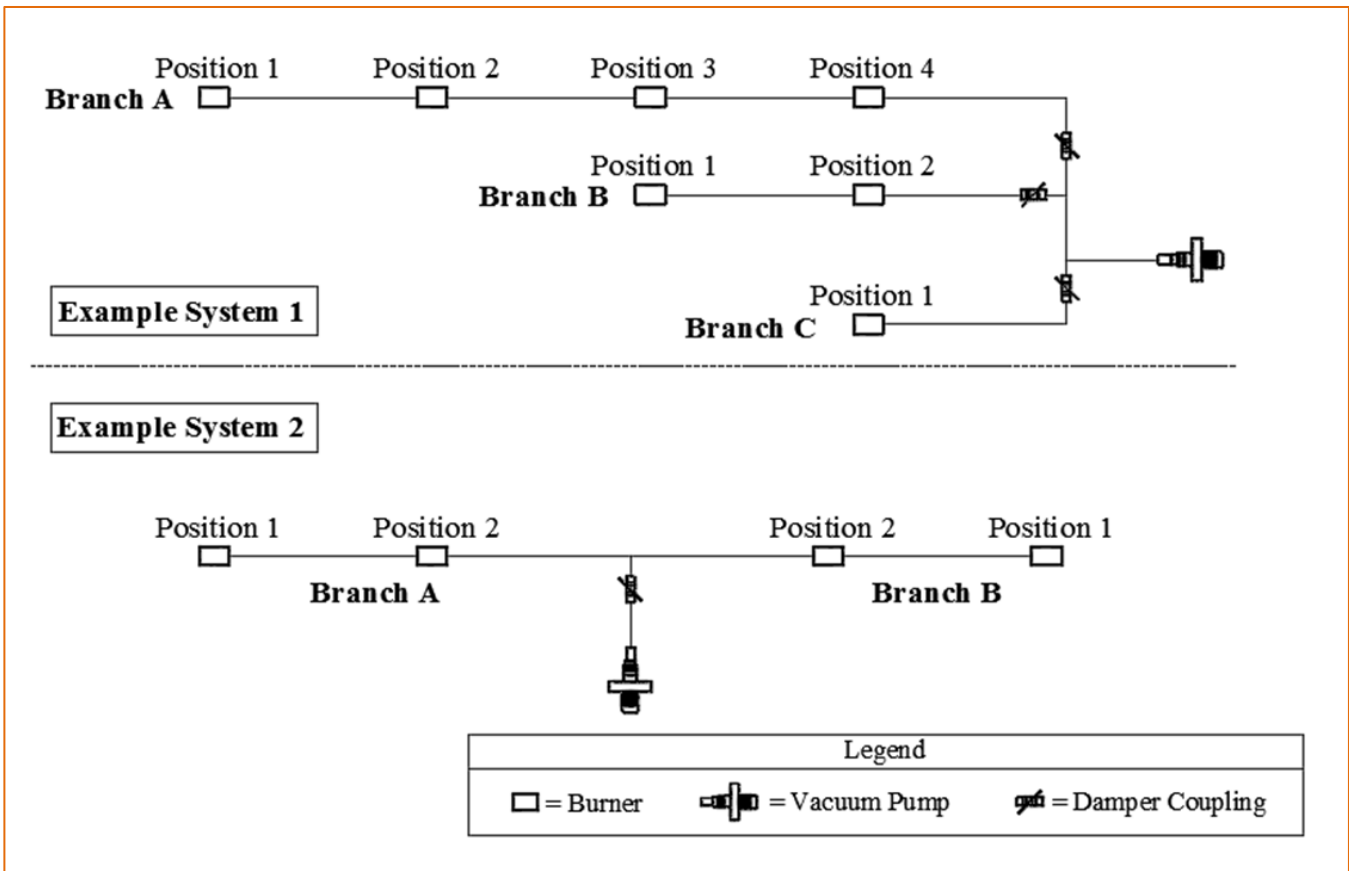 Position 1 Position 2 Position 3 Position 4
Branch A
Position 1 Position 2
Branch B
Position 1
Branch C
Example System 1
Example System 2
Position 1 Position 2 Position 2 Position 1
Branch A Branch B
Legend
= Burner = Vacuum Pump = Damper Coupling